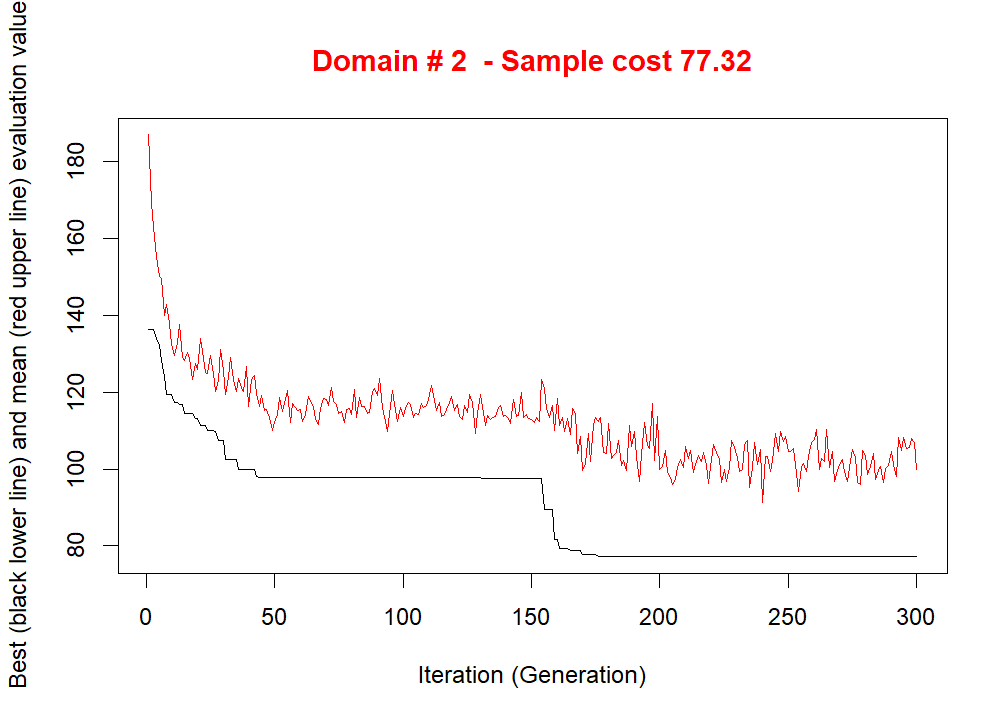 Domain # 2  - Sample cost 77.32
Best (black lower line) and mean (red upper line) evaluation value
180
160
140
120
100
80
0 50 100 150 200 250 300
Iteration (Generation)